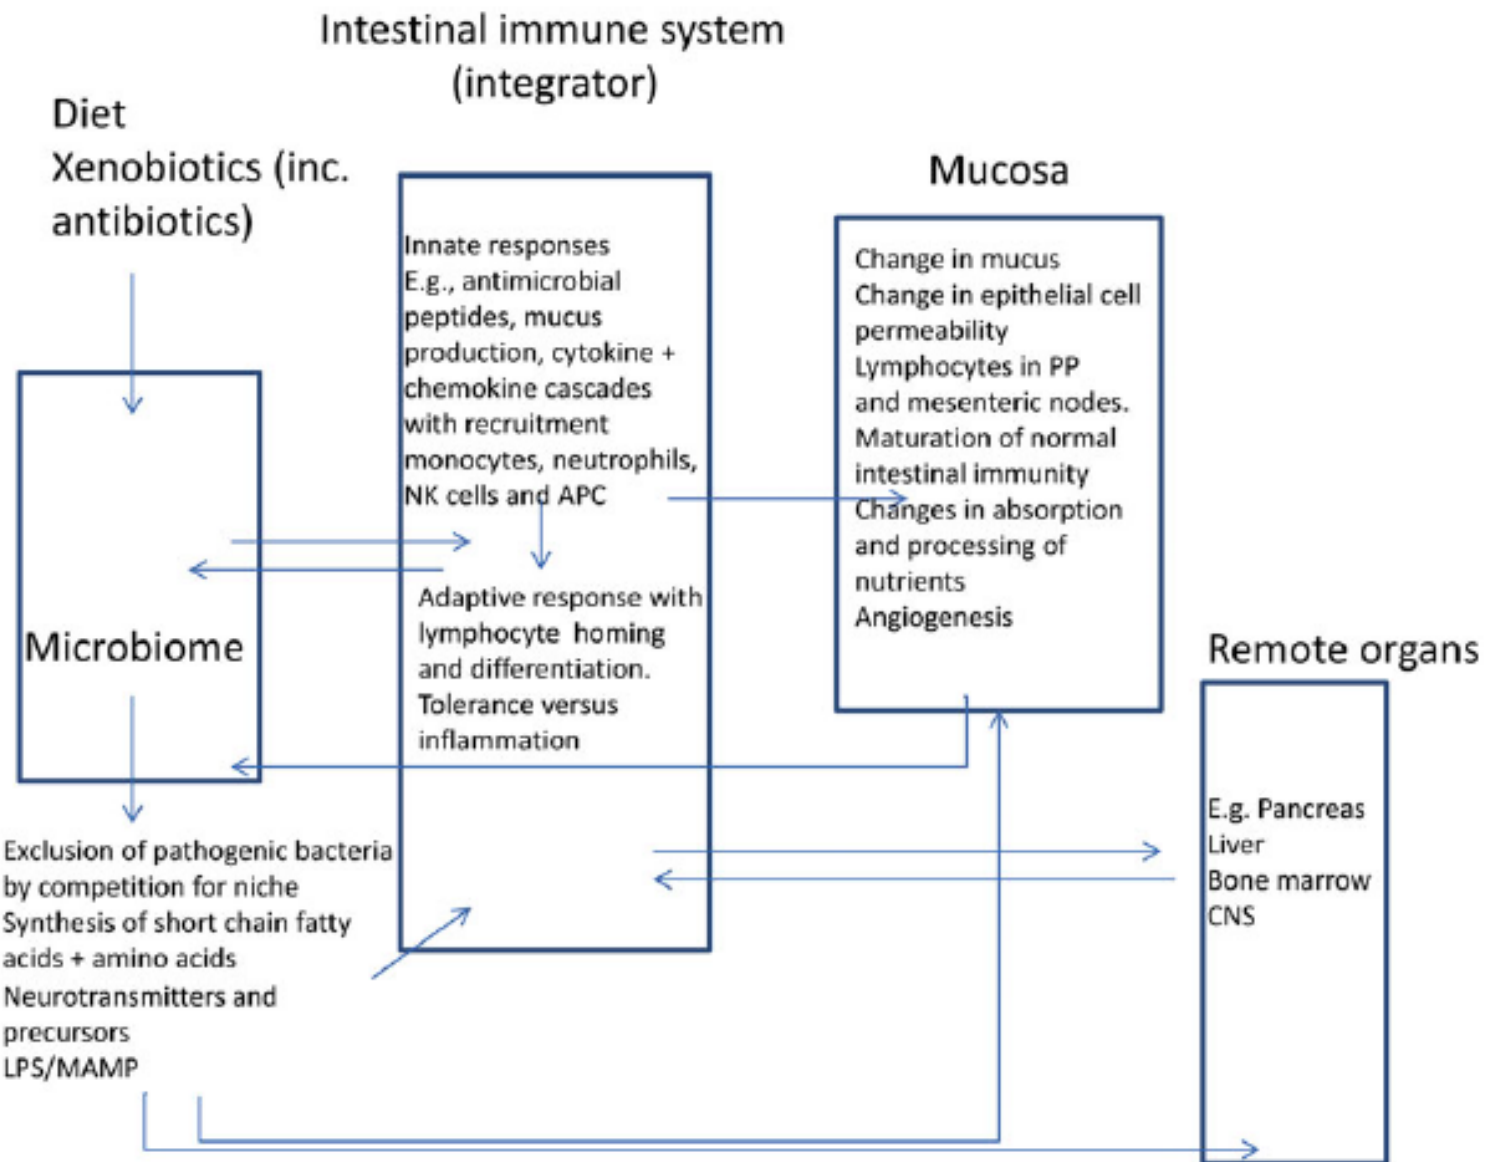 Intestinal immune system
(integrator)
Diet
Xenobiotics (inc.
antibiotics)
Microbiome
Exclusion of pathogenic bacteria
by competition for niche
Synthesis of short chain fatty
acids + amino acids
Neurotransmitters and
precursors
LPS/MAMP
Innate responses
E.g., antimicrobial
peptides, mucus
production, cytokine +
chemokine cascades
with recruitment
monocytes, neutrophils,
NK cells and APC
Adaptive response with
lymphocyte homing
and differentiation.
Tolerance versus
inflammation
Mucosa
Change in mucus
Change in epithelial cell
permeability
Lymphocytes in PP
and mesenteric nodes.
Maturation of normal
intestinal immunity
Changes in absorption
and processing of
nutrients
Angiogenesis
Remote organs
E.g. Pancreas
Liver
Bone marrow
CNS